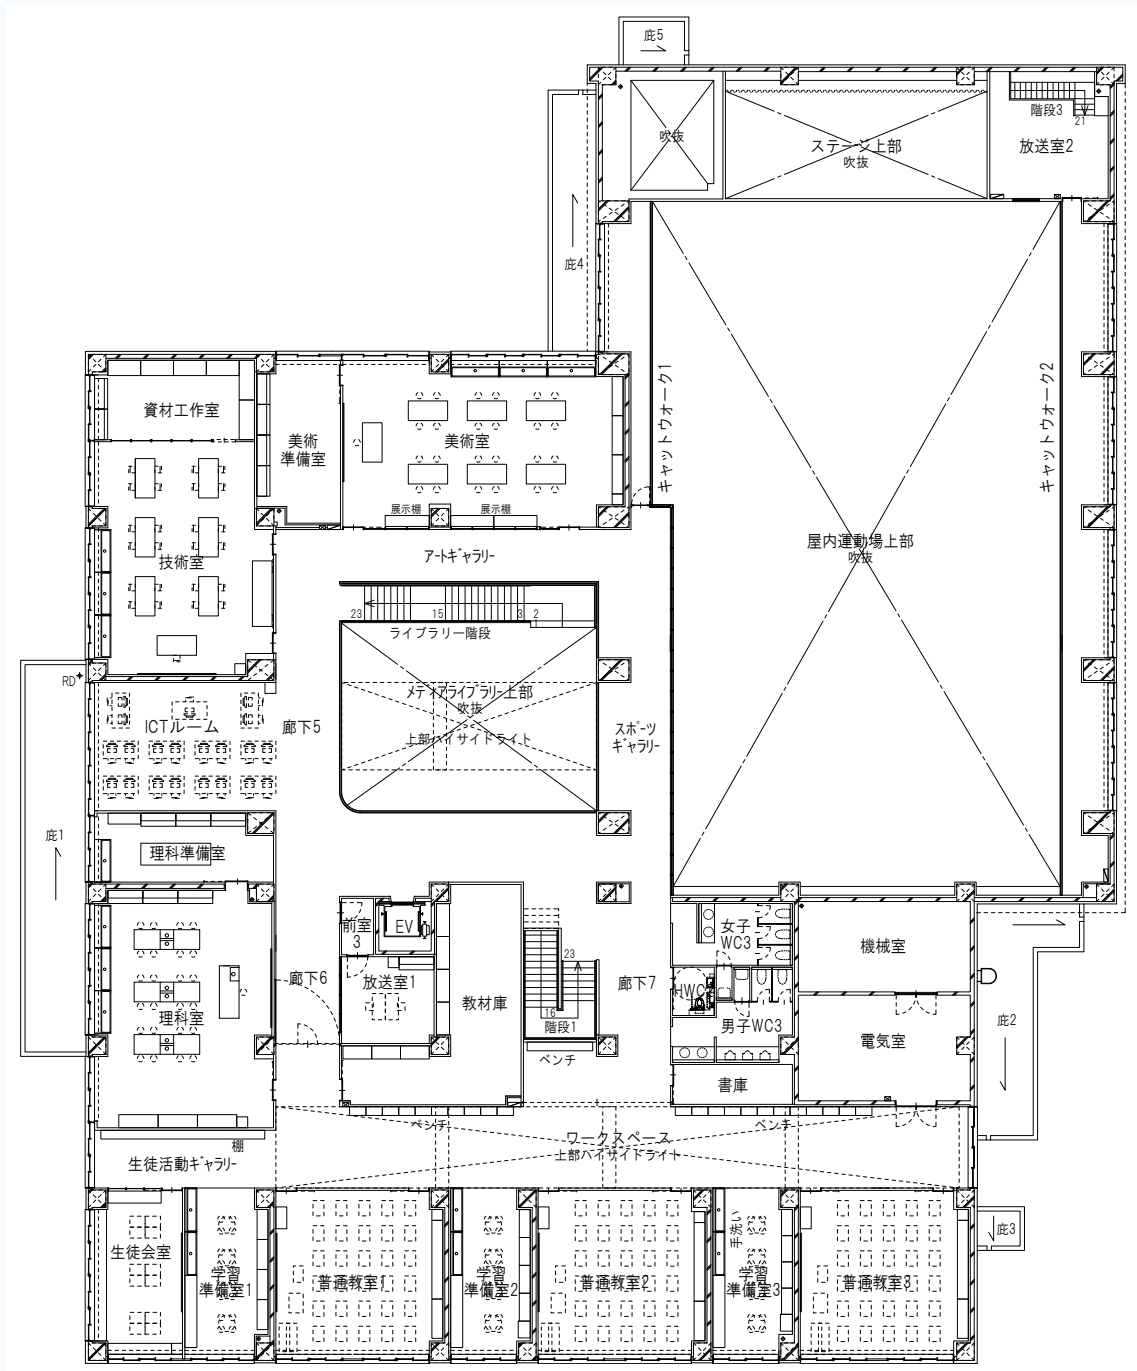 庇5
階段3
21
吹抜
ステージ上部
吹抜
放送室2
庇4
キャットウォーク1
キャットウォーク2
資材工作室
美術
準備室
美術室
展示棚
展示棚
屋内運動場上部
吹抜
技術室
アートギャラリー
23
15
3
2
ライブラリー階段
RD
メディアライブラリー上部
吹抜
上部ハイサイドライト
ICTルーム
廊下5
スポーツ
ギャラリー
庇1
理科準備室
前室
3
EV
女子
WC3
機械室
23
廊下6
放送室1
教材庫
廊下7
HWC
理科室
16
階段1
男子WC3
庇2
電気室
ベンチ
書庫
ベンチ
ワークスペース
上部ハイサイドライト
ベンチ
棚
生徒活動ギャラリー
手洗い
庇3
生徒会室
学習
準備室1
普通教室1
学習
準備室2
普通教室2
学習
準備室3
普通教室3